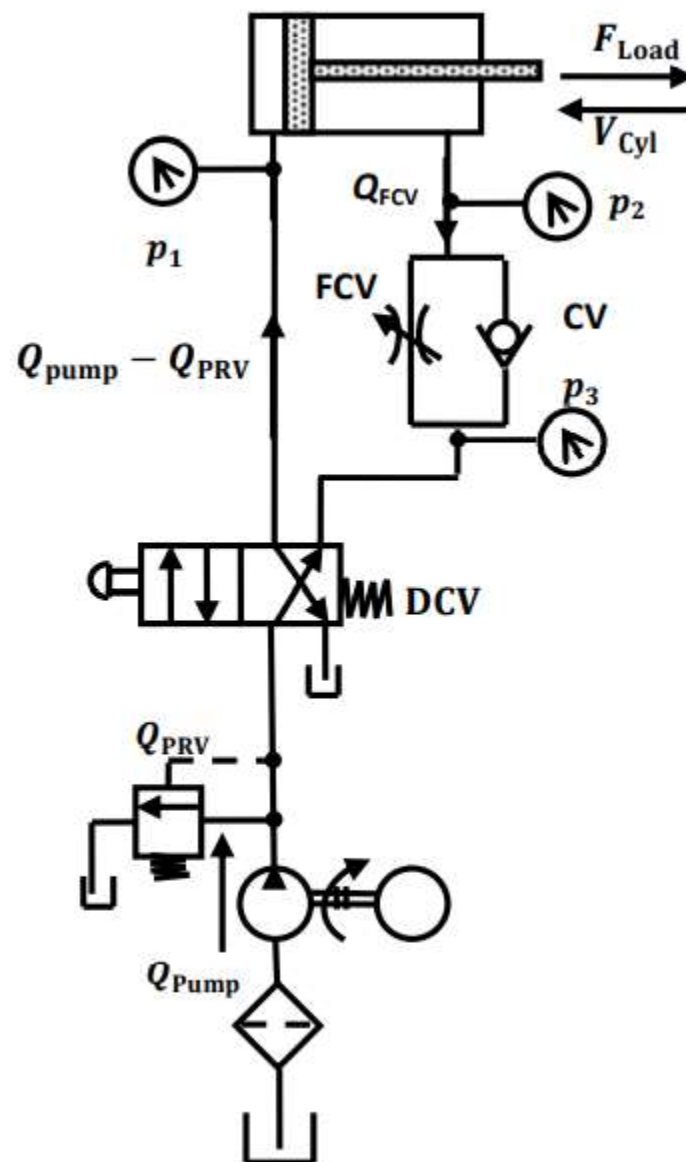 F_Load
V_Cyl
Q_FCV
p_1
p_2
FCV
CV
Q_pump − Q_PRV
p_3
DCV
Q_PRV
Q_Pump